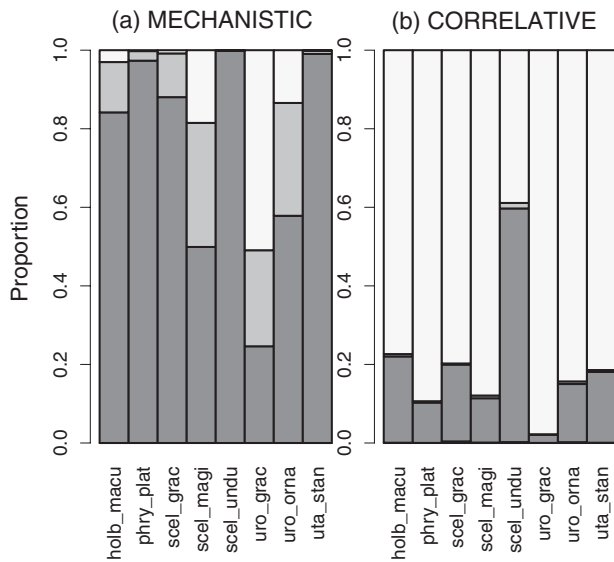 (a) MECHANISTIC
(b) CORRELATIVE
Proportion
1.0
0.8
0.6
0.4
0.2
0.0
1.0
0.8
0.6
0.4
0.2
0.0
holb_macu
phry_plat
scel_grac
scel_magi
scel_undu
uro_grac
uro_orna
uta_stan
holb_macu
phry_plat
scel_grac
scel_magi
scel_undu
uro_grac
uro_orna
uta_stan